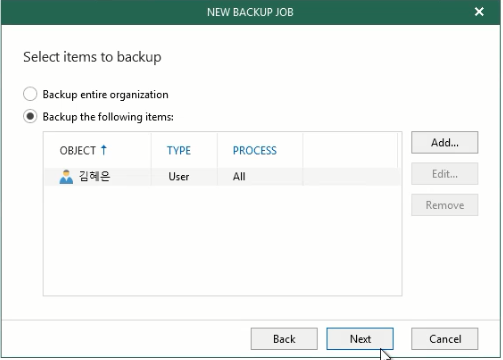 NEW BACKUP JOB
Select items to backup
Backup entire organization
Backup the following items:
OBJECT ↑ TYPE PROCESS
김혜은 User All
Add...
Edit...
Remove
Back Next Cancel